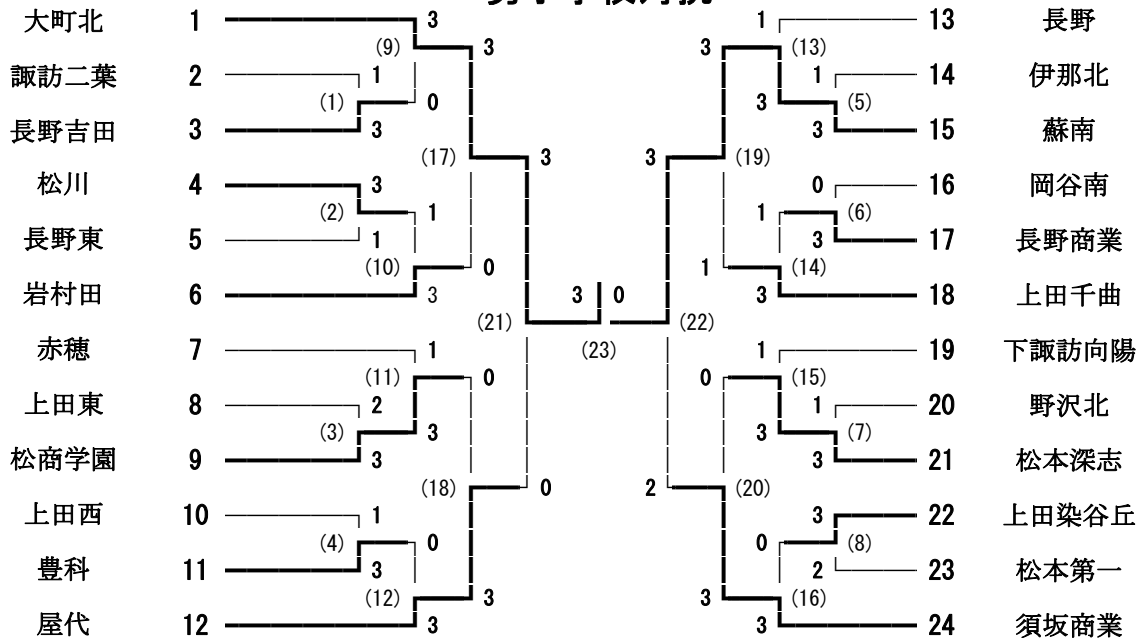 大町北 1 3 1 13 長野
(9) 3 3 (13)
諏訪二葉 2 1 1 14 伊那北
(1) 0 3 (5)
長野吉田 3 3 3 15 蘇南
(17) 3 3 (19)
松川 4 3 0 16 岡谷南
(2) 1 1 (6)
長野東 5 1 3 17 長野商業
(10) 0 1 (14)
岩村田 6 3 3 0 3 18 上田千曲
(21) (22)
赤穂 7 1 (23) 1 19 下諏訪向陽
(11) 0 0 (15)
上田東 8 2 1 20 野沢北
(3) 3 3 (7)
松商学園 9 3 3 21 松本深志
(18) 0 2 (20)
上田西 10 1 3 22 上田染谷丘
(4) 0 0 (8)
豊科 11 3 2 23 松本第一
(12) 3 3 (16)
屋代 12 3 3 24 須坂商業